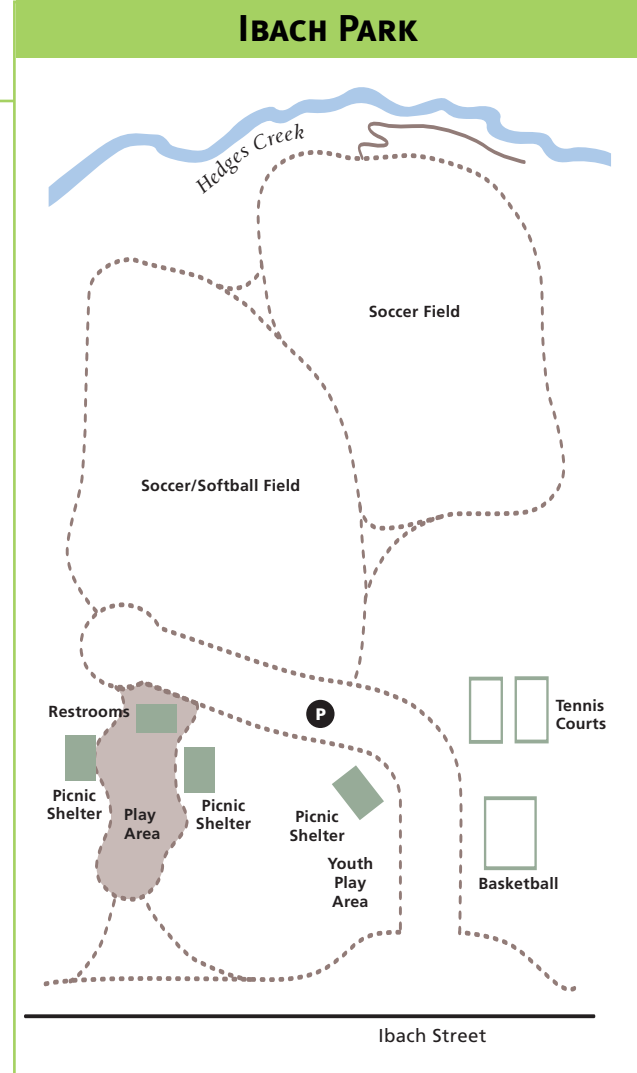 IBACH PARK
Hedges Creek
Soccer Field
Soccer/Softball Field
Restrooms
P
Tennis
Courts
Picnic
Shelter
Play
Area
Picnic
Shelter
Picnic
Shelter
Youth
Play
Area
Basketball
Ibach Street